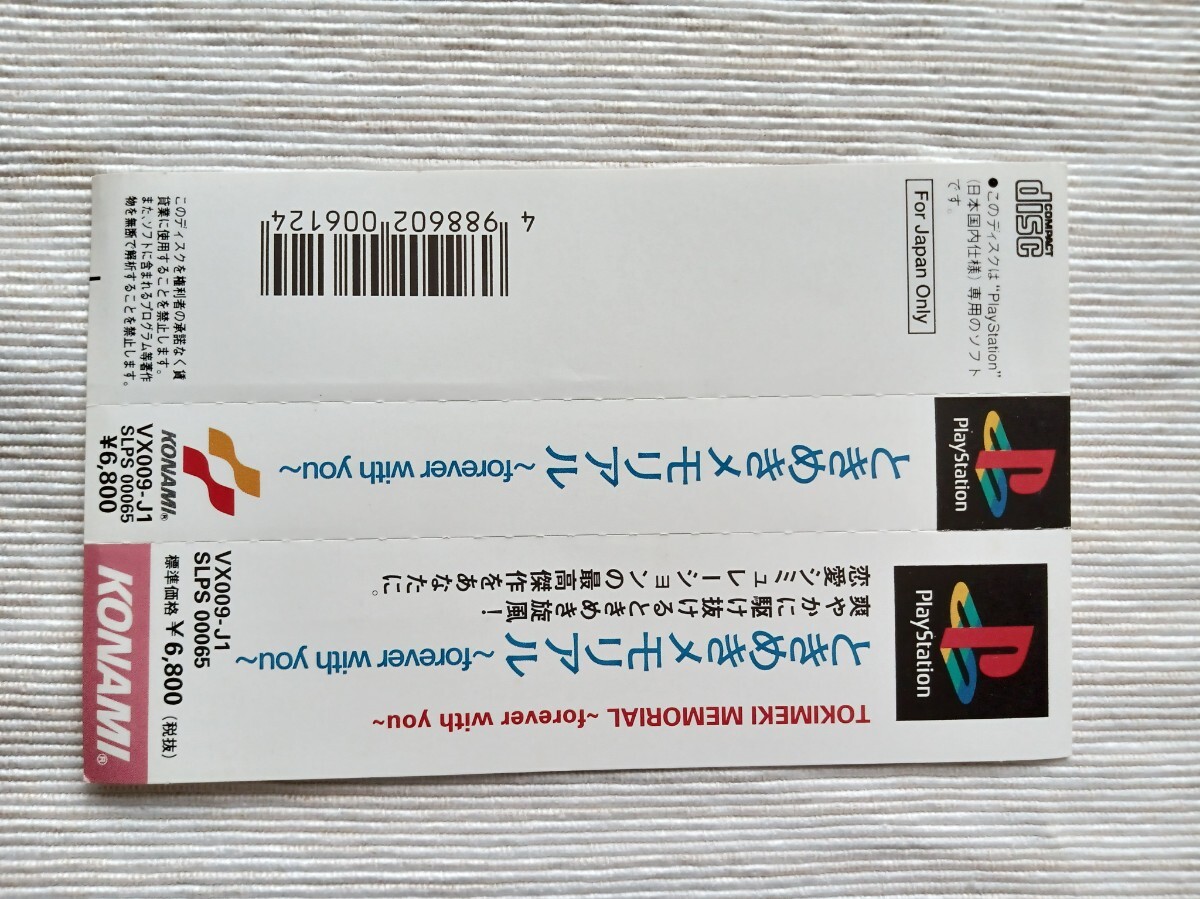 COMPACT
disc
●このディスクは“PlayStation”
(日本国内仕様) 専用のソフト
です。
For Japan Only
4 988602 006124
このディスクを権利者の承諾なく賃
貸業に使用することを禁止します。
また、ソフトに含まれるプログラム等著作
物を無断で解析することを禁止します。
PlayStation
ときめきメモリアル
~forever with you~
KONAMI®
VX009-J1
SLPS 00065
¥6,800
PlayStation
恋愛シミュレーションの最高傑作をあなたに。
爽やかに駆け抜けるときめき旋風!
ときめきメモリアル
~forever with you~
TOKIMEKI MEMORIAL ~forever with you~
VX009-J1
SLPS 00065
標準価格 ¥6,800 (税抜)
KONAMI®